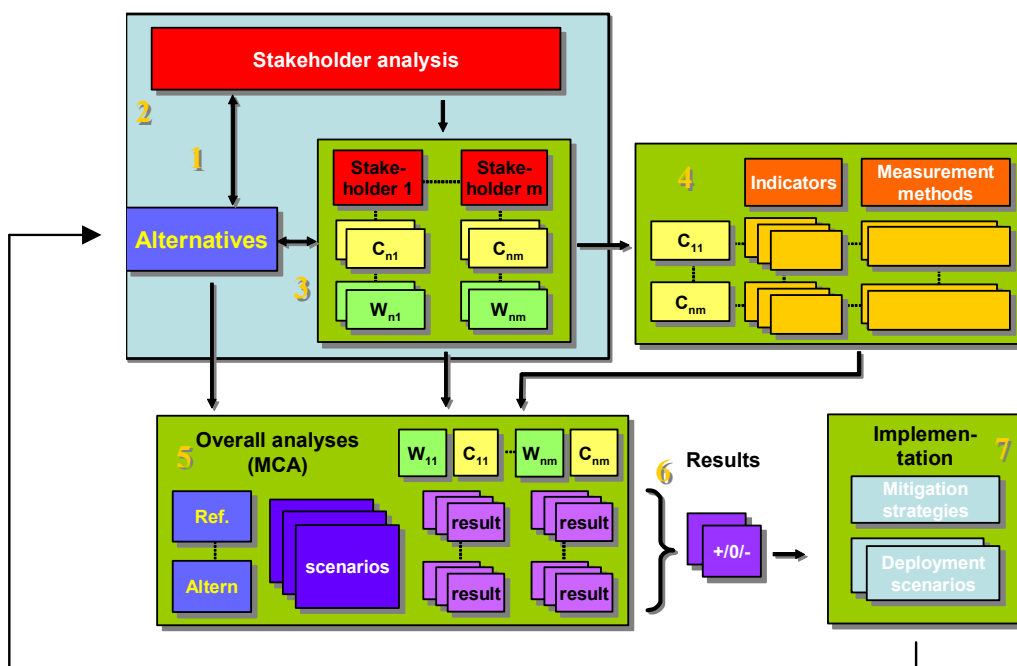 Stakeholder analysis
2
1
Stake-
holder 1
Stake-
holder m
4
Indicators
Measurement
methods
Alternatives
3
Cn1
Cnm
Wn1
Wnm
C11
Cnm
5
Overall analyses
(MCA)
W11
C11
Wnm
Cnm
6
Results
Implemen-
tation
7
Ref.
Altern
scenarios
result
result
result
result
+/0/-
Mitigation
strategies
Deployment
scenarios